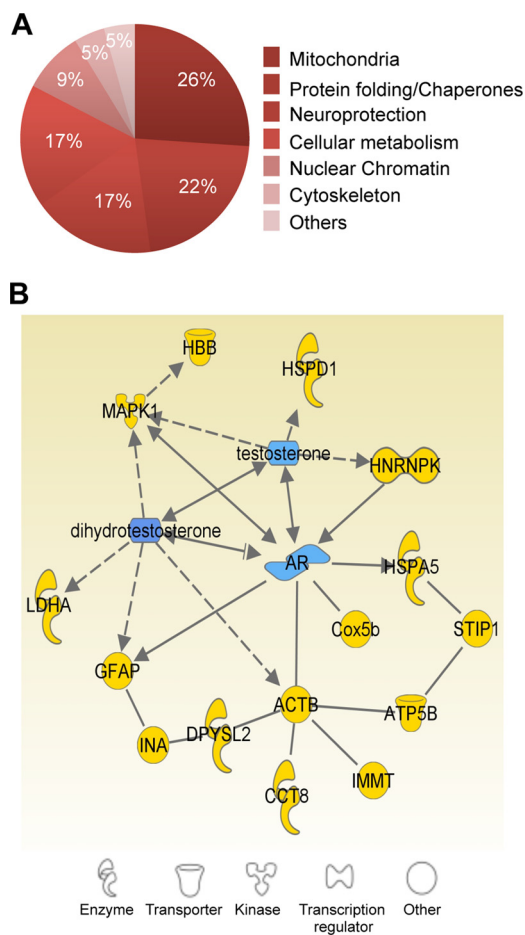 A
5%
5%
9%
26%
17%
17%
22%
Mitochondria
Protein folding/Chaperones
Neuroprotection
Cellular metabolism
Nuclear Chromatin
Cytoskeleton
Others
B
HBB
HSPD1
MAPK1
testosterone
HNRNPK
dihydrotestosterone
AR
HSPA5
LDHA
Cox5b
STIP1
GFAP
ACTB
ATP5B
INA
DPYSL2
CCT8
IMMT
Enzyme
Transporter
Kinase
Transcription
regulator
Other